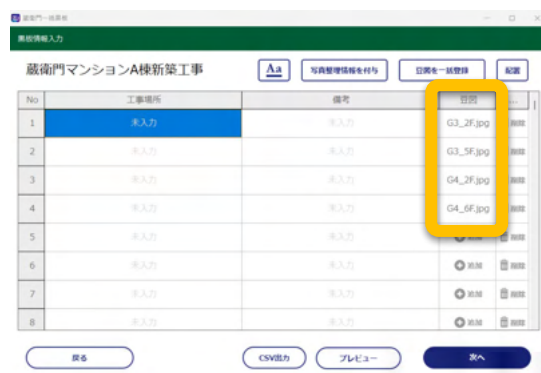 蔵衛門-一括黒板
黒板情報入力
蔵衛門マンションA棟新築工事 Aa 写真整理情報を付与 豆図を一括登録 配置
No 工事場所 備考 豆図 ...
1 未入力 未入力 G3_2F.jpg 削除
2 未入力 未入力 G3_5F.jpg 削除
3 未入力 未入力 G4_2F.jpg 削除
4 未入力 未入力 G4_6F.jpg 削除
5 未入力 未入力 追加 削除
6 未入力 未入力 追加 削除
7 未入力 未入力 追加 削除
8 未入力 未入力 追加 削除
戻る CSV出力 プレビュー 次へ